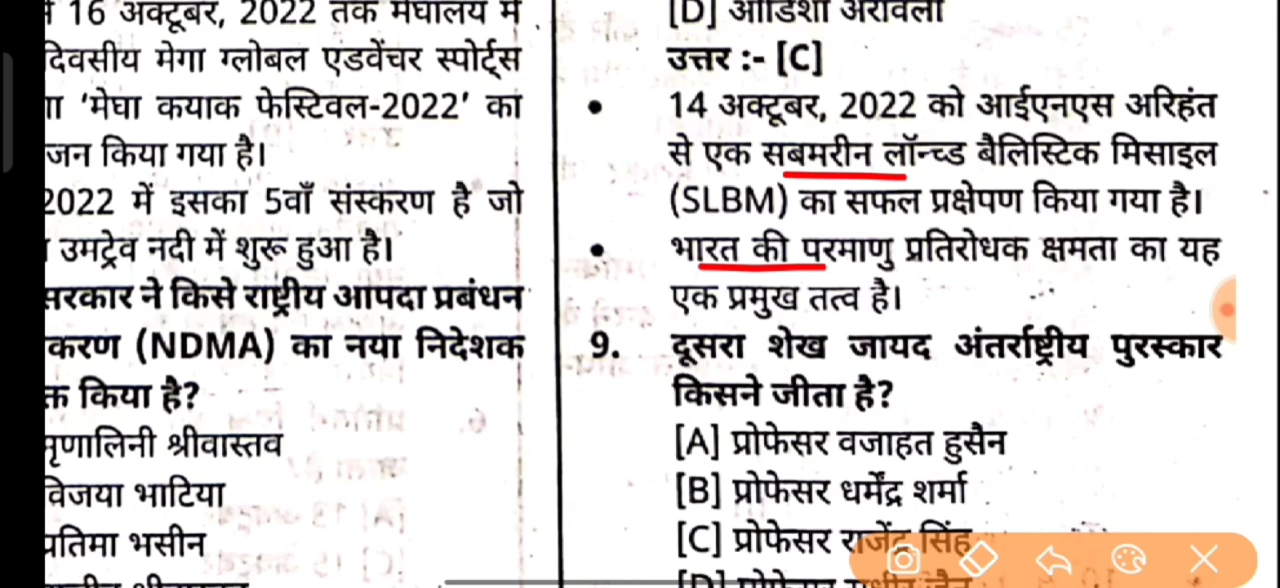 16 अक्टूबर, 2022 तक मेघालय में
दिवसीय मेगा ग्लोबल एडवेंचर स्पोर्ट्स
'मेघा कयाक फेस्टिवल-2022' का
जन किया गया है।
2022 में इसका 5वाँ संस्करण है जो
उमट्रेव नदी में शुरू हुआ है।
सरकार ने किसे राष्ट्रीय आपदा प्रबंधन
करण (NDMA) का नया निदेशक
क्त किया है?
मृणालिनी श्रीवास्तव
विजया भाटिया
प्रतिमा भसीन
[D] ओडिशा अरावली
उत्तर :- [C]
• 14 अक्टूबर, 2022 को आईएनएस अरिहंत
से एक सबमरीन लॉन्च्ड बैलिस्टिक मिसाइल
(SLBM) का सफल प्रक्षेपण किया गया है।
• भारत की परमाणु प्रतिरोधक क्षमता का यह
एक प्रमुख तत्व है।
9. दूसरा शेख जायद अंतर्राष्ट्रीय पुरस्कार
किसने जीता है?
[A] प्रोफेसर वजाहत हुसैन
[B] प्रोफेसर धर्मेंद्र शर्मा
[C] प्रोफेसर राजेंद्र सिंह
[D] प्रोफेसर